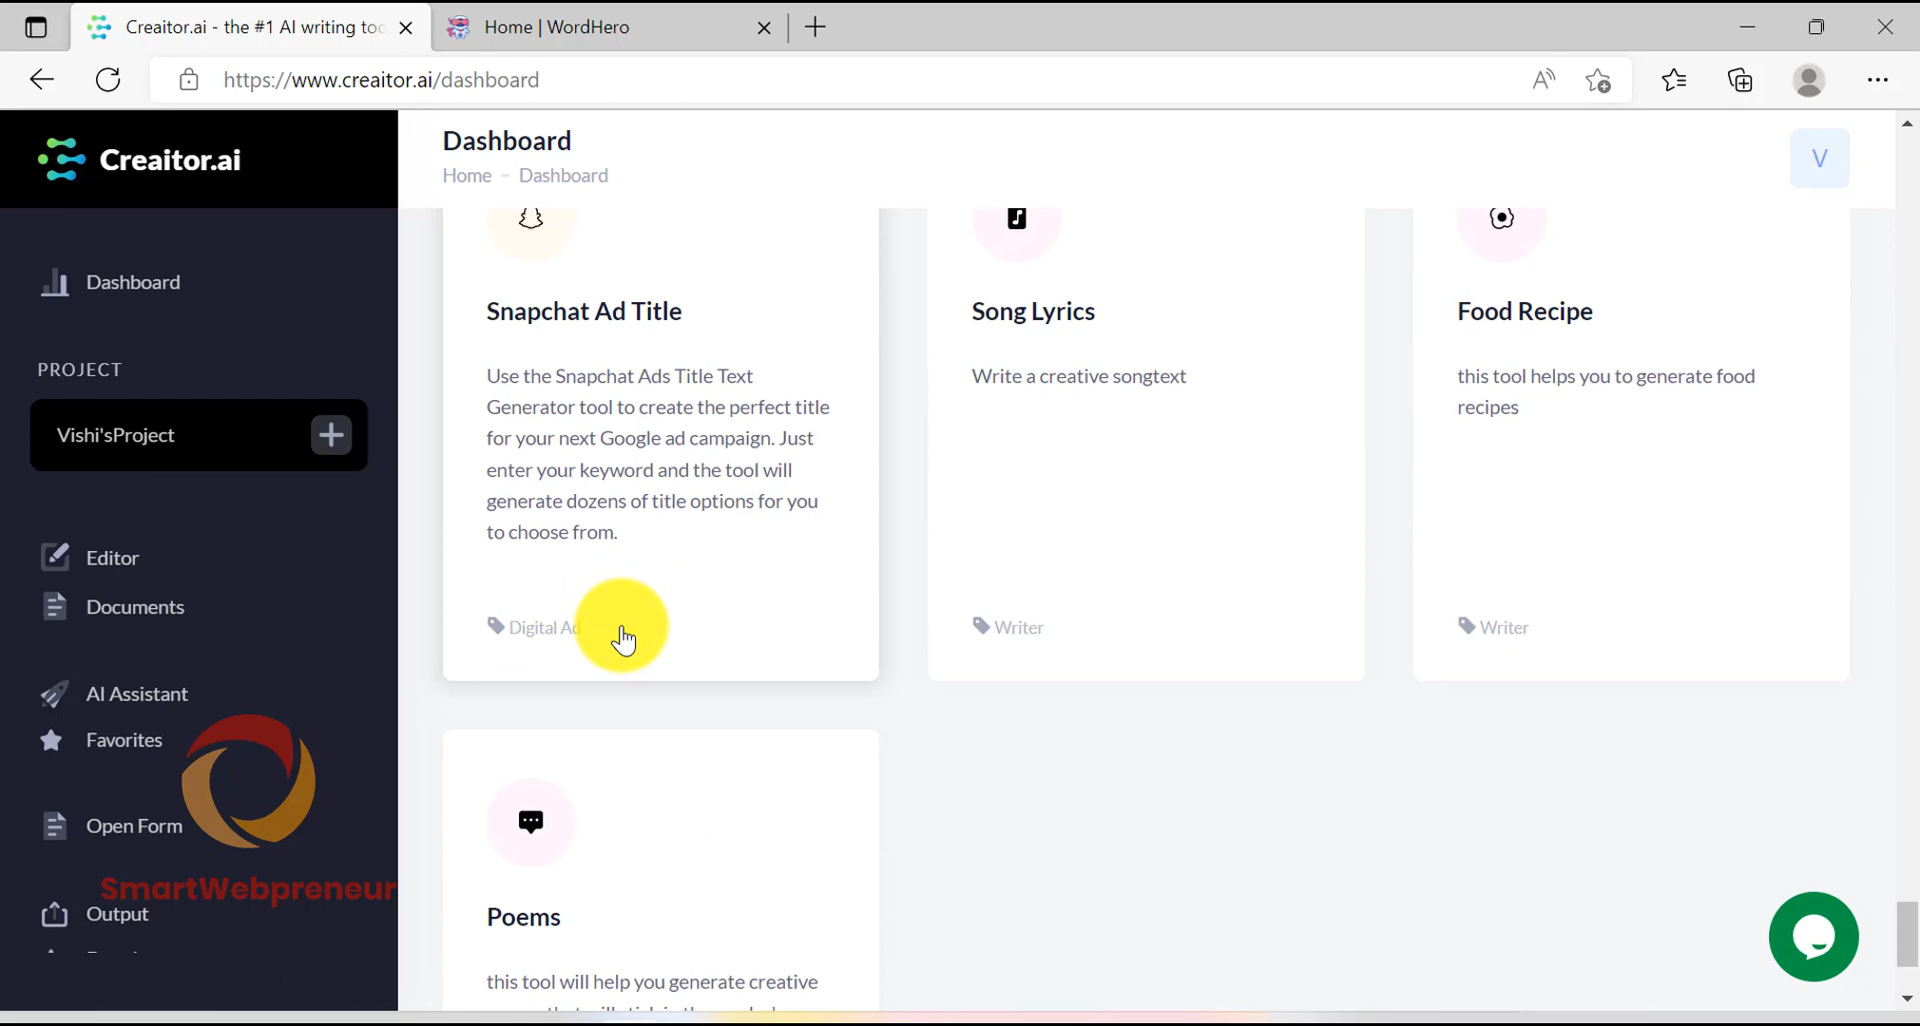 Creaitor.ai - the #1 AI writing too
Home | WordHero
https://www.creaitor.ai/dashboard
Creaitor.ai
Dashboard
Home - Dashboard
V
Dashboard
PROJECT
Vishi'sProject
Editor
Documents
AI Assistant
Favorites
Open Form
SmartWebpreneur
Output
Snapchat Ad Title
Use the Snapchat Ads Title Text
Generator tool to create the perfect title
for your next Google ad campaign. Just
enter your keyword and the tool will
generate dozens of title options for you
to choose from.
Digital Ad
Song Lyrics
Write a creative songtext
Writer
Food Recipe
this tool helps you to generate food
recipes
Writer
Poems
this tool will help you generate creative